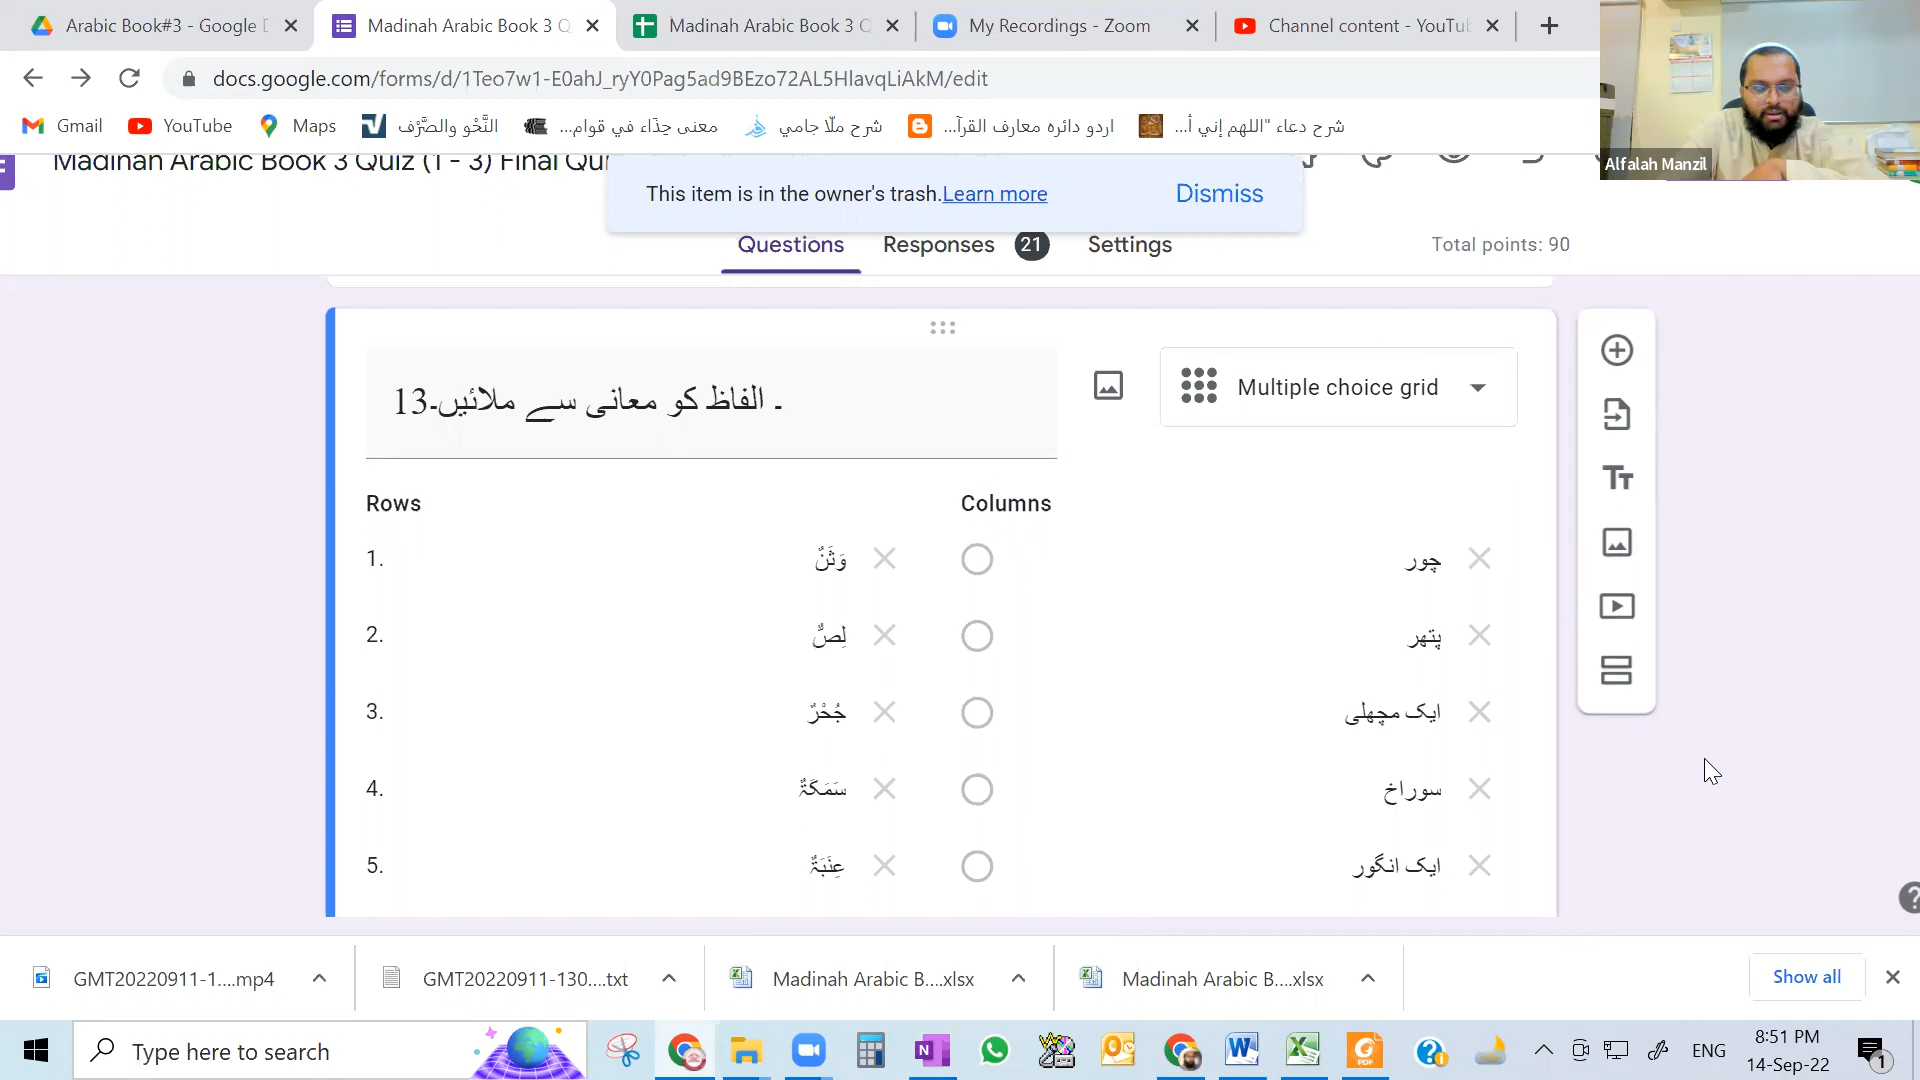 Arabic Book#3 - Google D
Madinah Arabic Book 3 Q
Madinah Arabic Book 3 Q
My Recordings - Zoom
Channel content - YouTu
docs.google.com/forms/d/1Teo7w1-E0ahJ_ryY0Pag5ad9BEzo72AL5HlavqLiAkM/edit
Gmail
YouTube
Maps
النَّحْو والصَّرْف
معنى حِذَاء في قوام...
شرح ملّا جامي
اردو دائرہ معارف القرآ...
شرح دعاء "اللهم إني أ...
Alfalah Manzil
Madinah Arabic Book 3 Quiz (1 - 3) Final Qu
This item is in the owner's trash. Learn more
Dismiss
Questions
Responses 21
Settings
Total points: 90
13۔ الفاظ کو معانی سے ملائیں۔
Multiple choice grid
Rows
Columns
1. وَثَنٌ
چور
2. لِصٌّ
پتھر
3. جُحْرٌ
ایک مچھلی
4. سَمَكَةٌ
سوراخ
5. عِنَبَةٌ
ایک انگور
GMT20220911-1....mp4
GMT20220911-130....txt
Madinah Arabic B....xlsx
Madinah Arabic B....xlsx
Show all
Type here to search
ENG
8:51 PM
14-Sep-22
1